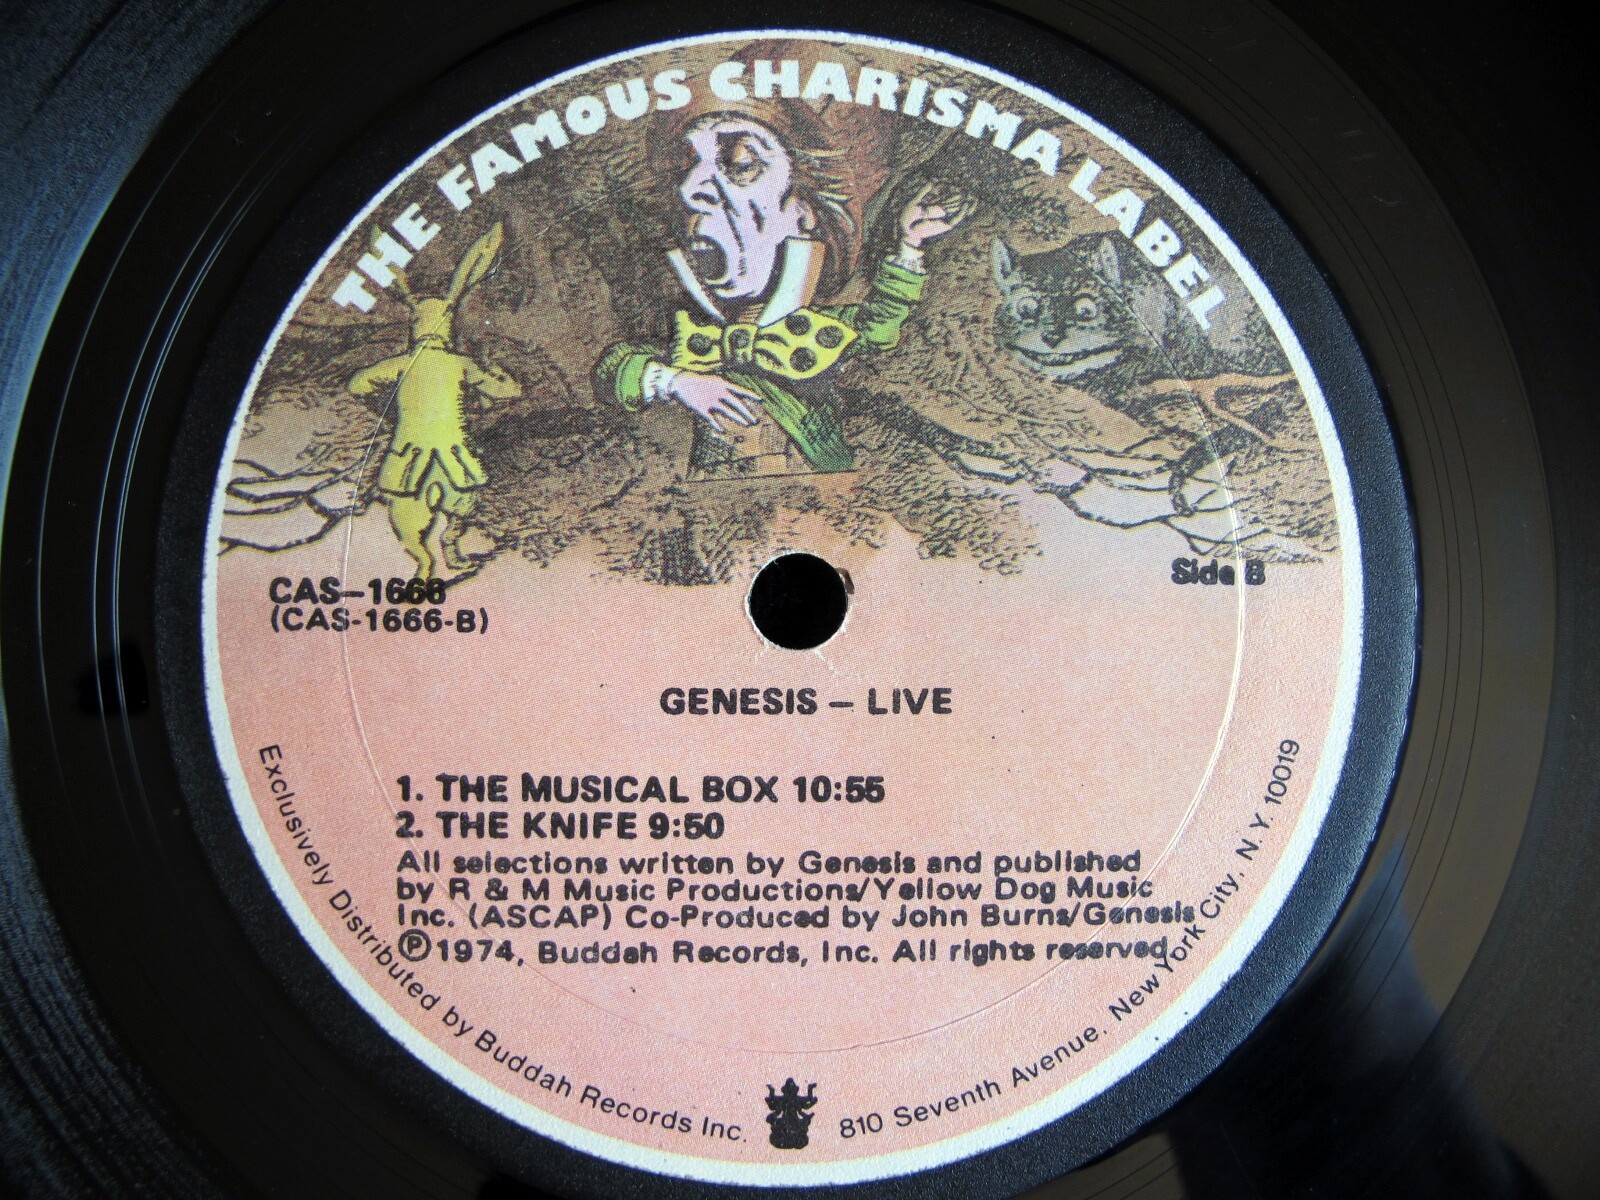 THE FAMOUS CHARISMA LABEL
CAS-1666
(CAS-1666-B)
Side B
GENESIS – LIVE
1. THE MUSICAL BOX 10:55
2. THE KNIFE 9:50
All selections written by Genesis and published
by R & M Music Productions/Yellow Dog Music
Inc. (ASCAP) Co-Produced by John Burns/Genesis
℗1974, Buddah Records, Inc. All rights reserved.
Exclusively Distributed by Buddah Records Inc. 810 Seventh Avenue, New York City, N. Y. 10019